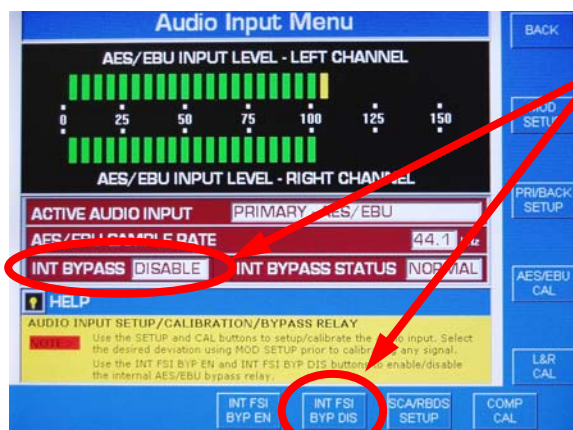 Audio Input Menu
BACK
AES/EBU INPUT LEVEL - LEFT CHANNEL
0 25 50 75 100 125 150
MOD
SETUP
AES/EBU INPUT LEVEL - RIGHT CHANNEL
PRI/BACK
SETUP
ACTIVE AUDIO INPUT PRIMARY - AES/EBU
AES/EBU SAMPLE RATE 44.1 kHz
INT BYPASS DISABLE INT BYPASS STATUS NORMAL
AES/EBU
CAL
? HELP
AUDIO INPUT SETUP/CALIBRATION/BYPASS RELAY
NOTE: Use the SETUP and CAL buttons to setup/calibrate the audio input. Select
the desired deviation using MOD SETUP prior to calibrating any signal.
Use the INT FSI BYP EN and INT FSI BYP DIS buttons to enable/disable
the internal AES/EBU bypass relay.
L&R
CAL
INT FSI
BYP EN
INT FSI
BYP DIS
SCA/RBDS
SETUP
COMP
CAL